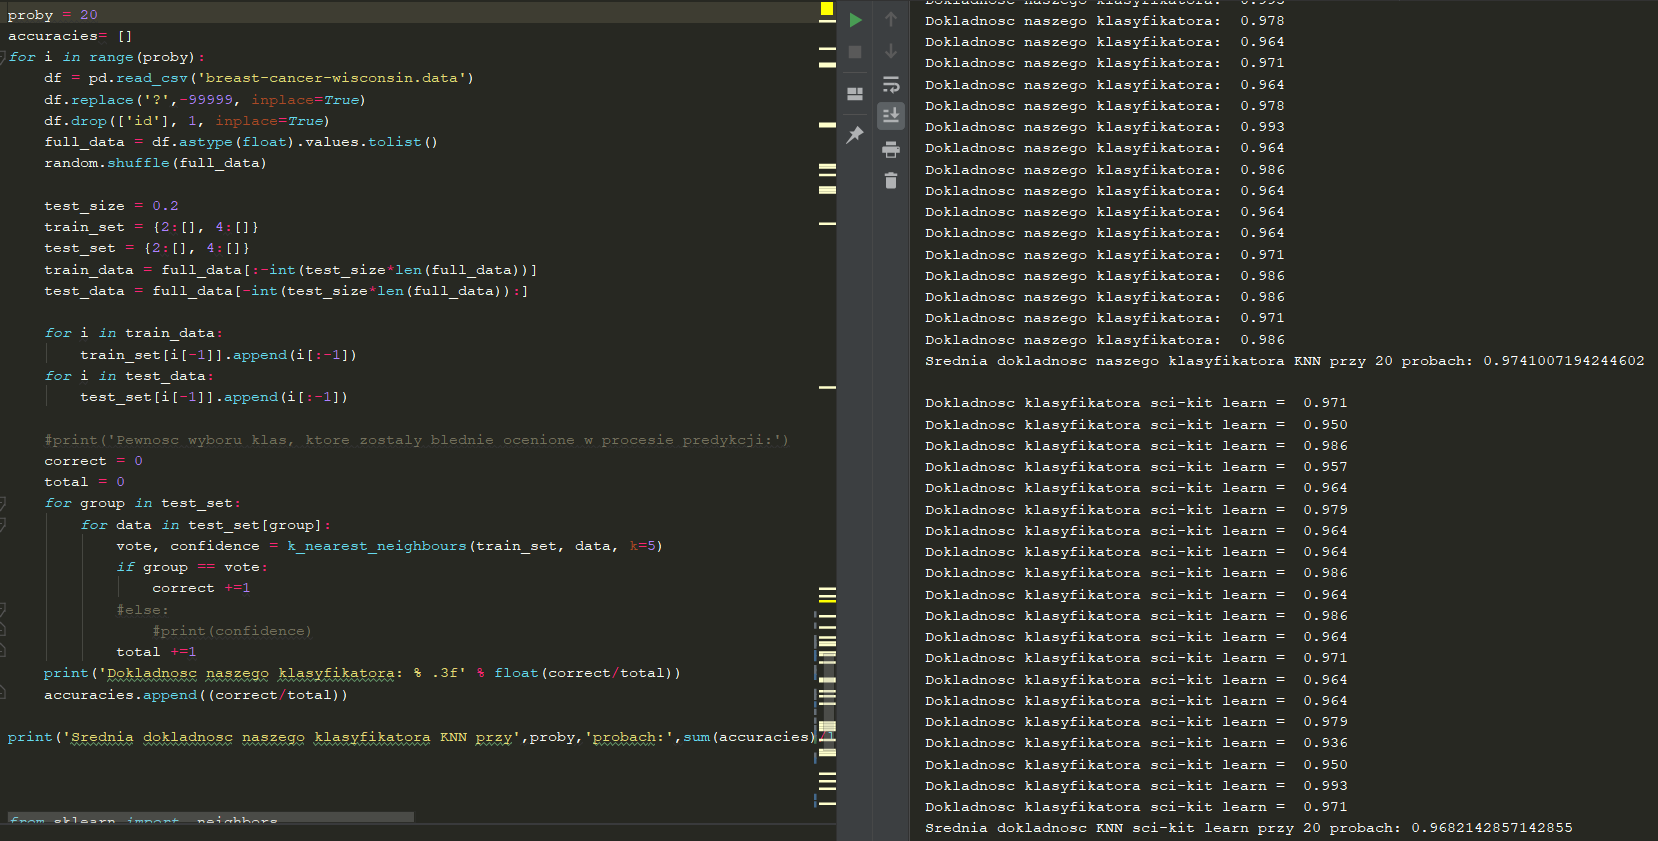 proby = 20
accuracies= []
for i in range(proby):
df = pd.read_csv('breast-cancer-wisconsin.data')
df.replace('?',-99999, inplace=True)
df.drop(['id'], 1, inplace=True)
full_data = df.astype(float).values.tolist()
random.shuffle(full_data)
test_size = 0.2
train_set = {2:[], 4:[]}
test_set = {2:[], 4:[]}
train_data = full_data[:-int(test_size*len(full_data))]
test_data = full_data[-int(test_size*len(full_data)):]
for i in train_data:
train_set[i[-1]].append(i[:-1])
for i in test_data:
test_set[i[-1]].append(i[:-1])
#print('Pewnosc wyboru klas, ktore zostaly blednie ocenione w procesie predykcji:')
correct = 0
total = 0
for group in test_set:
for data in test_set[group]:
vote, confidence = k_nearest_neighbours(train_set, data, k=5)
if group == vote:
correct +=1
#else:
#print(confidence)
total +=1
print('Dokladnosc naszego klasyfikatora: % .3f' % float(correct/total))
accuracies.append((correct/total))
print('Srednia dokladnosc naszego klasyfikatora KNN przy',proby,'probach:',sum(accuracies)/l
from sklearn import neighbors
Dokladnosc naszego klasyfikatora:  0.993
Dokladnosc naszego klasyfikatora:  0.978
Dokladnosc naszego klasyfikatora:  0.964
Dokladnosc naszego klasyfikatora:  0.971
Dokladnosc naszego klasyfikatora:  0.964
Dokladnosc naszego klasyfikatora:  0.978
Dokladnosc naszego klasyfikatora:  0.993
Dokladnosc naszego klasyfikatora:  0.964
Dokladnosc naszego klasyfikatora:  0.986
Dokladnosc naszego klasyfikatora:  0.964
Dokladnosc naszego klasyfikatora:  0.964
Dokladnosc naszego klasyfikatora:  0.964
Dokladnosc naszego klasyfikatora:  0.971
Dokladnosc naszego klasyfikatora:  0.986
Dokladnosc naszego klasyfikatora:  0.986
Dokladnosc naszego klasyfikatora:  0.971
Dokladnosc naszego klasyfikatora:  0.986
Srednia dokladnosc naszego klasyfikatora KNN przy 20 probach: 0.9741007194244602
Dokladnosc klasyfikatora sci-kit learn =  0.971
Dokladnosc klasyfikatora sci-kit learn =  0.950
Dokladnosc klasyfikatora sci-kit learn =  0.986
Dokladnosc klasyfikatora sci-kit learn =  0.957
Dokladnosc klasyfikatora sci-kit learn =  0.964
Dokladnosc klasyfikatora sci-kit learn =  0.979
Dokladnosc klasyfikatora sci-kit learn =  0.964
Dokladnosc klasyfikatora sci-kit learn =  0.964
Dokladnosc klasyfikatora sci-kit learn =  0.986
Dokladnosc klasyfikatora sci-kit learn =  0.964
Dokladnosc klasyfikatora sci-kit learn =  0.986
Dokladnosc klasyfikatora sci-kit learn =  0.964
Dokladnosc klasyfikatora sci-kit learn =  0.971
Dokladnosc klasyfikatora sci-kit learn =  0.964
Dokladnosc klasyfikatora sci-kit learn =  0.964
Dokladnosc klasyfikatora sci-kit learn =  0.979
Dokladnosc klasyfikatora sci-kit learn =  0.936
Dokladnosc klasyfikatora sci-kit learn =  0.950
Dokladnosc klasyfikatora sci-kit learn =  0.993
Dokladnosc klasyfikatora sci-kit learn =  0.971
Srednia dokladnosc KNN sci-kit learn przy 20 probach: 0.9682142857142855